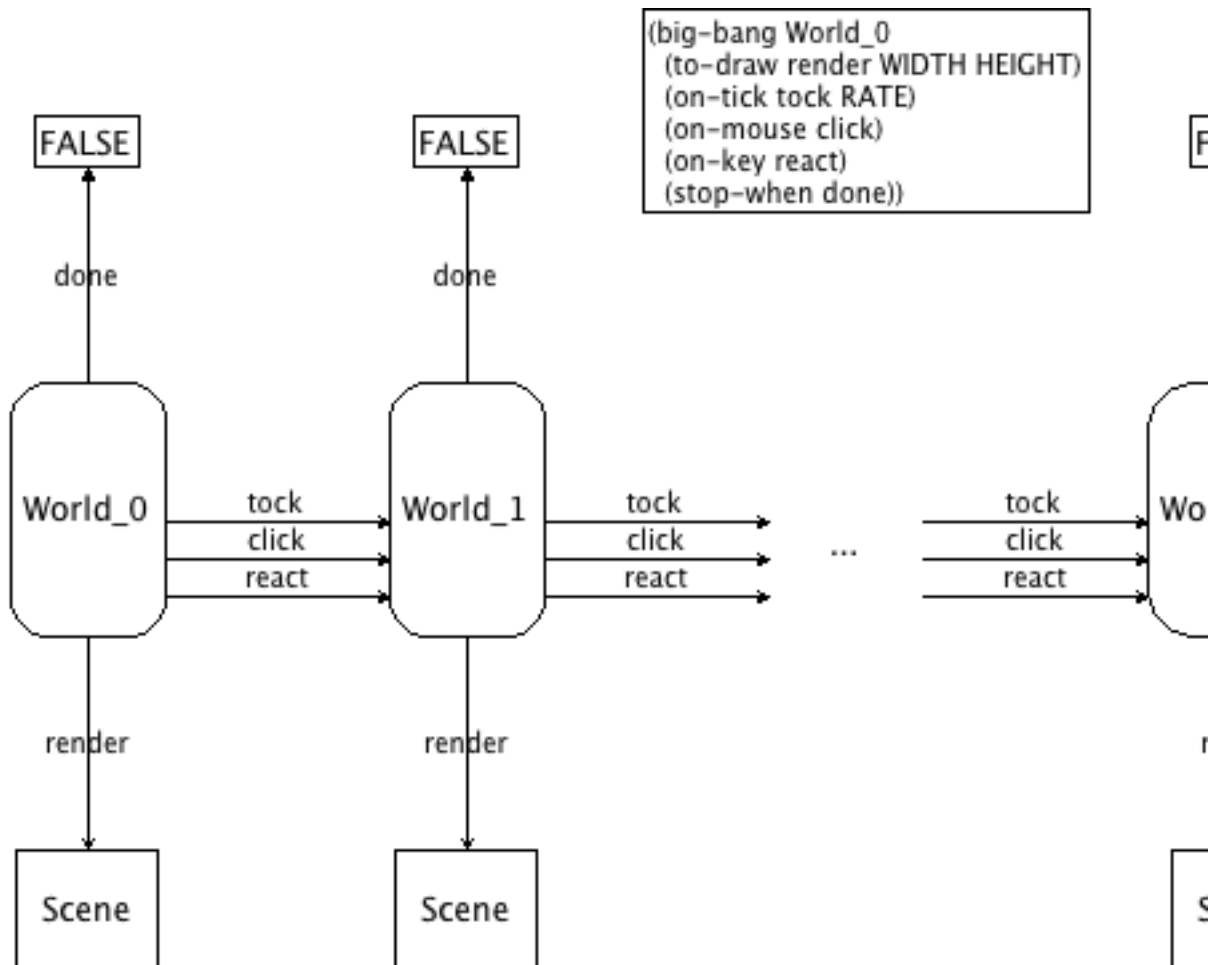 (big-bang World_0
(to-draw render WIDTH HEIGHT)
(on-tick tock RATE)
(on-mouse click)
(on-key react)
(stop-when done))
FALSE
FALSE
done
done
World_0
tock
click
react
World_1
tock
click
react
...
tock
click
react
render
render
Scene
Scene